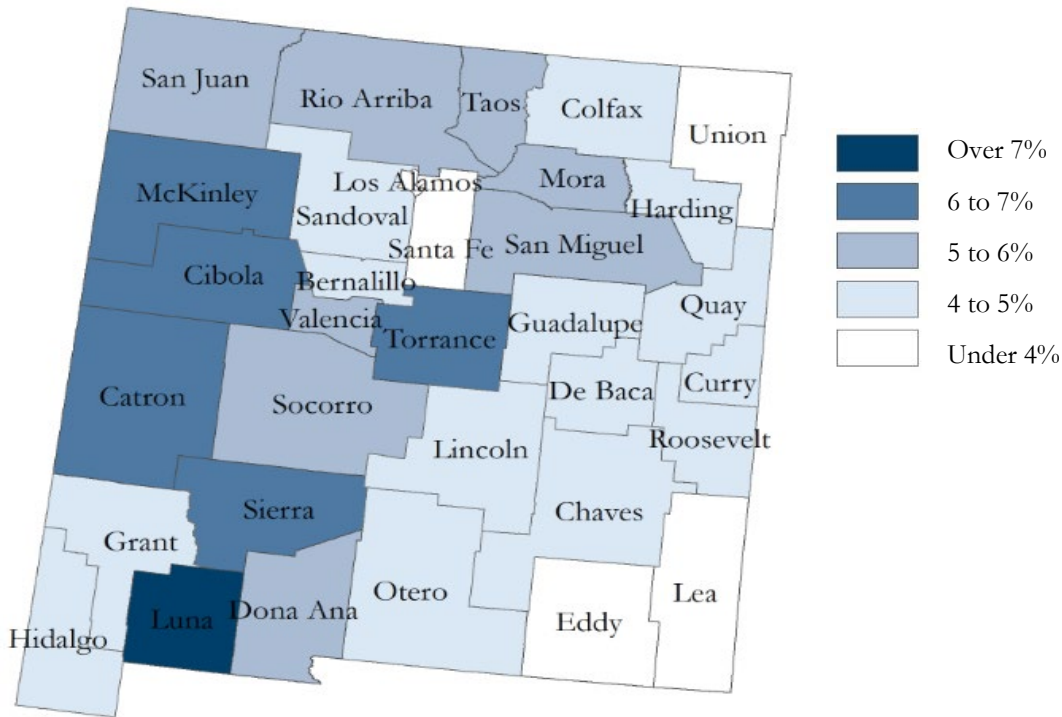 San Juan
Rio Arriba
Taos
Colfax
Union
McKinley
Los Alamos
Sandoval
Mora
Harding
Santa Fe
San Miguel
Cibola
Bernalillo
Valencia
Torrance
Guadalupe
Quay
Catron
Socorro
De Baca
Curry
Lincoln
Roosevelt
Sierra
Chaves
Grant
Luna
Dona Ana
Otero
Eddy
Lea
Hidalgo
Over 7%
6 to 7%
5 to 6%
4 to 5%
Under 4%